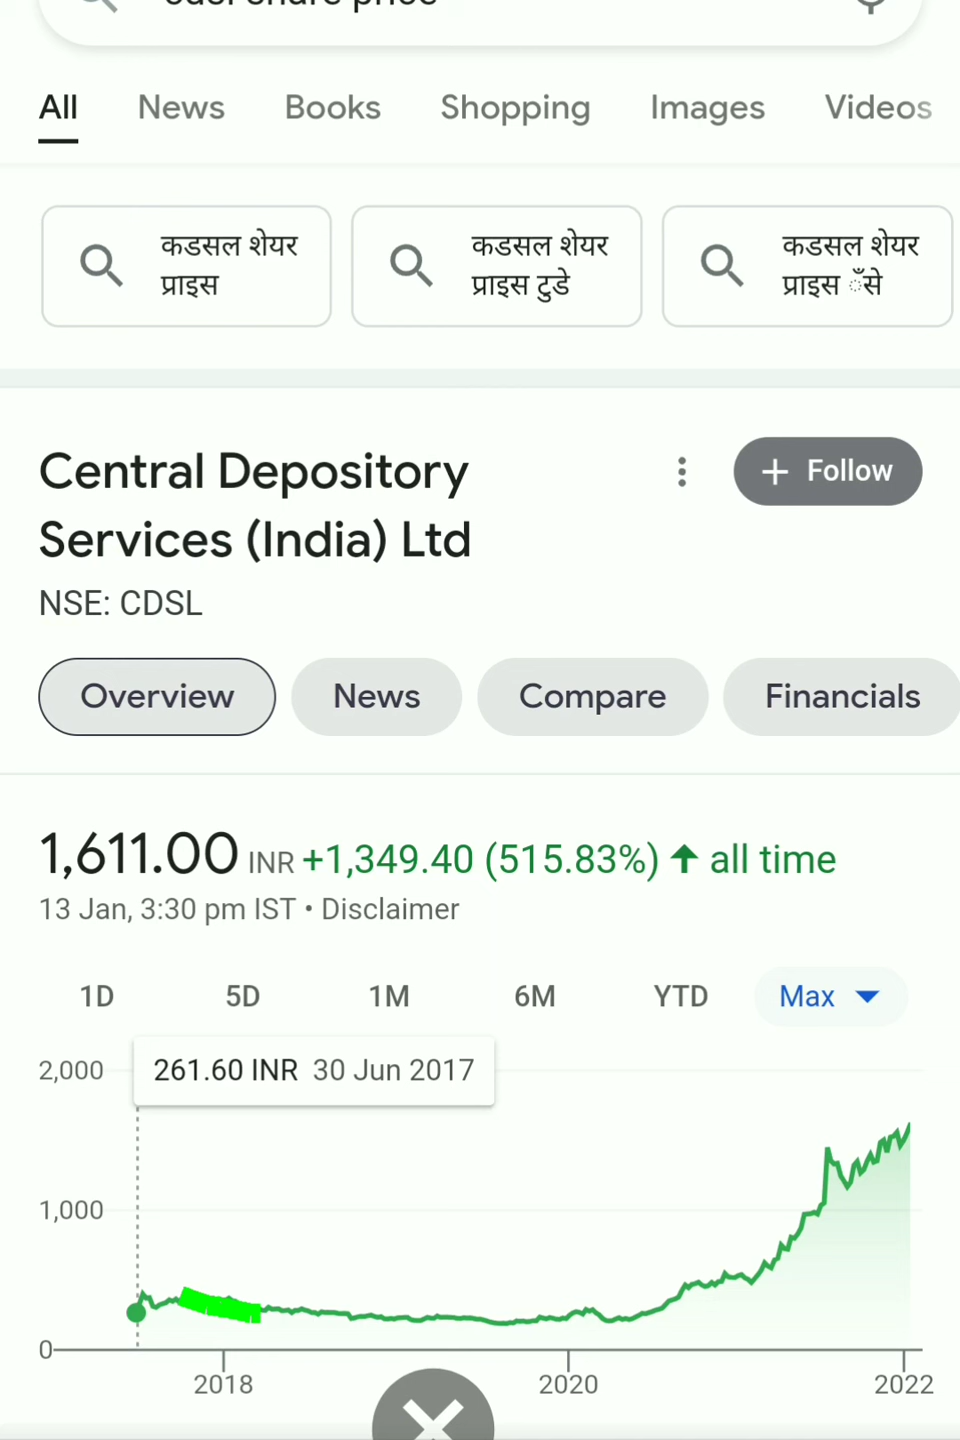 All News Books Shopping Images Videos
कडसल शेयर
प्राइस
कडसल शेयर
प्राइस टुडे
कडसल शेयर
प्राइस ँसे
Central Depository
Services (India) Ltd
Follow
NSE: CDSL
Overview News Compare Financials
1,611.00 INR +1,349.40 (515.83%) ↑ all time
13 Jan, 3:30 pm IST • Disclaimer
1D 5D 1M 6M YTD Max
2,000
261.60 INR 30 Jun 2017
1,000
0
2018 2020 2022